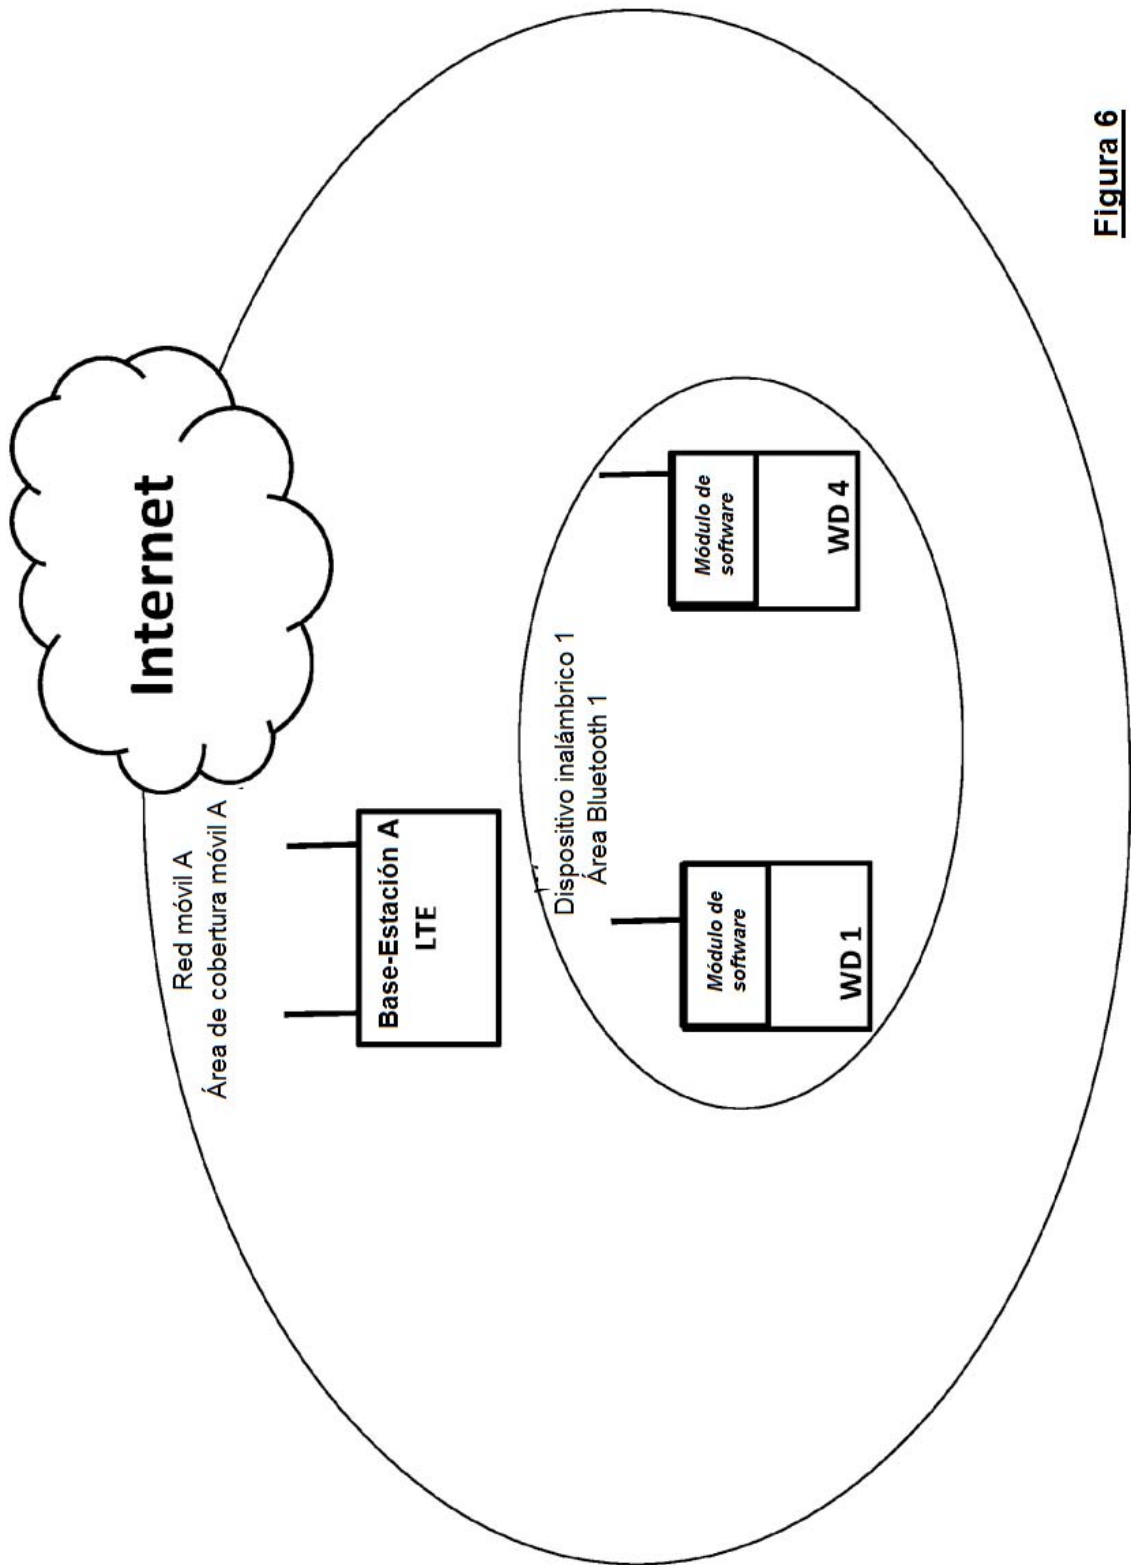 Internet
Red móvil A
Área de cobertura móvil A
Base-Estación A
LTE
Dispositivo inalámbrico 1
Área Bluetooth 1
Módulo de
software
WD 1
Módulo de
software
WD 4
Figura 6